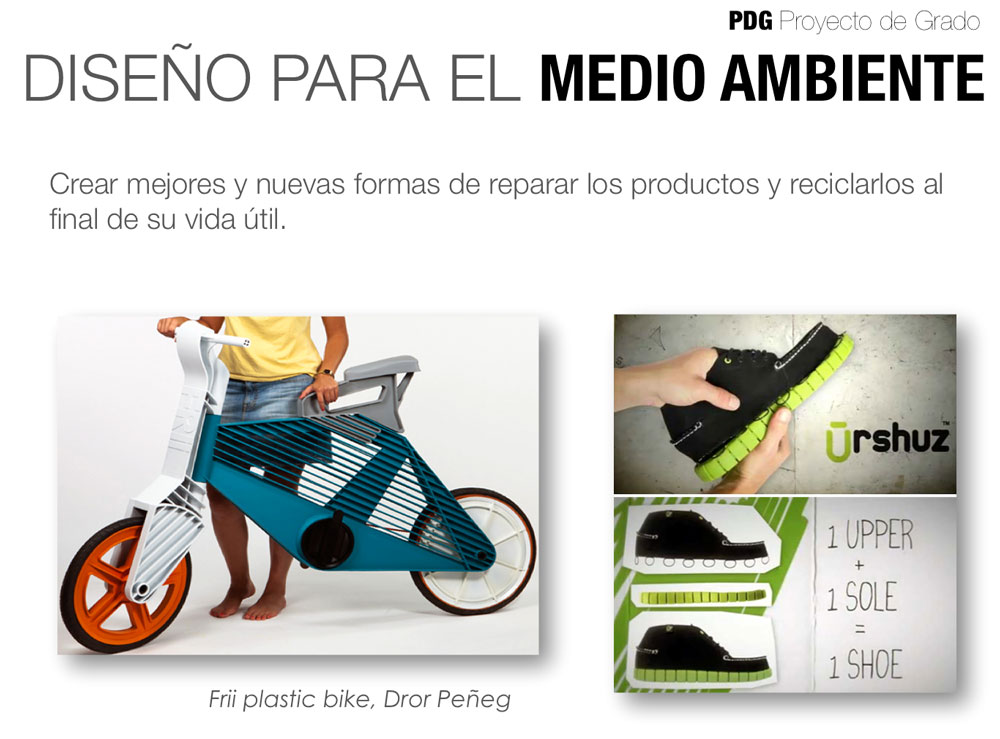 PDG Proyecto de Grado
DISEÑO PARA EL MEDIO AMBIENTE
Crear mejores y nuevas formas de reparar los productos y reciclarlos al
final de su vida útil.
FRII
Ūrshuz™
1 UPPER
+
1 SOLE
=
1 SHOE
Frii plastic bike, Dror Peñeg